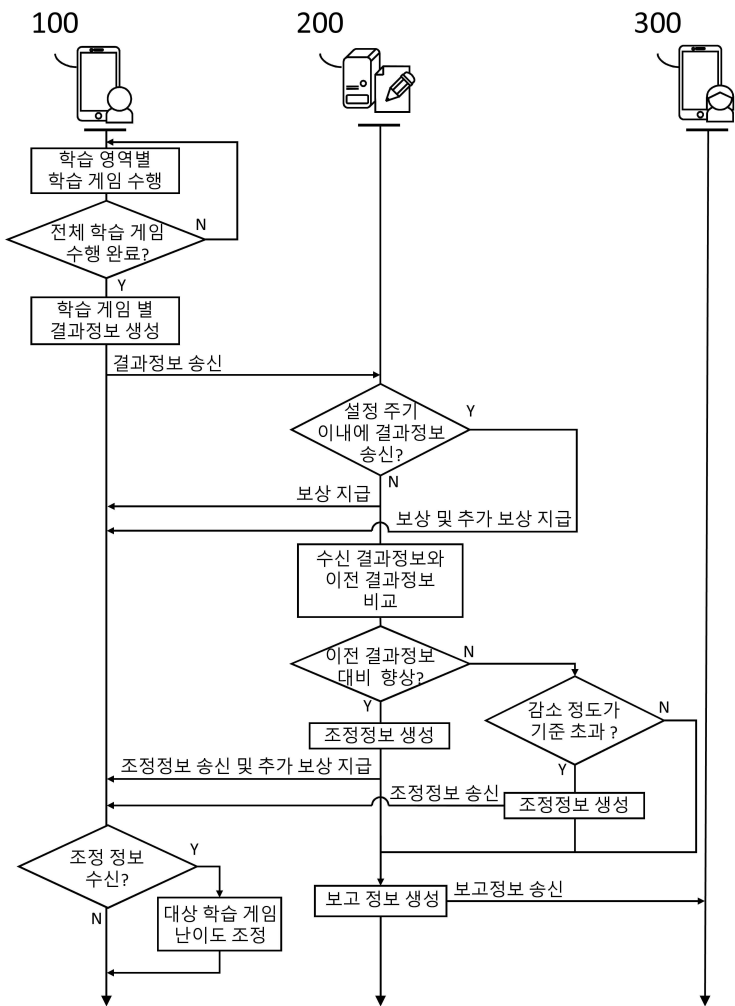 100
200
300
학습 영역별
학습 게임 수행
전체 학습 게임
수행 완료?
N
Y
학습 게임 별
결과정보 생성
결과정보 송신
설정 주기
이내에 결과정보
송신?
Y
N
보상 지급
보상 및 추가 보상 지급
수신 결과정보와
이전 결과정보
비교
이전 결과정보
대비 향상?
N
Y
감소 정도가
기준 초과 ?
N
Y
조정정보 생성
조정정보 송신 및 추가 보상 지급
조정정보 송신
조정정보 생성
조정 정보
수신?
Y
N
대상 학습 게임
난이도 조정
보고 정보 생성
보고정보 송신